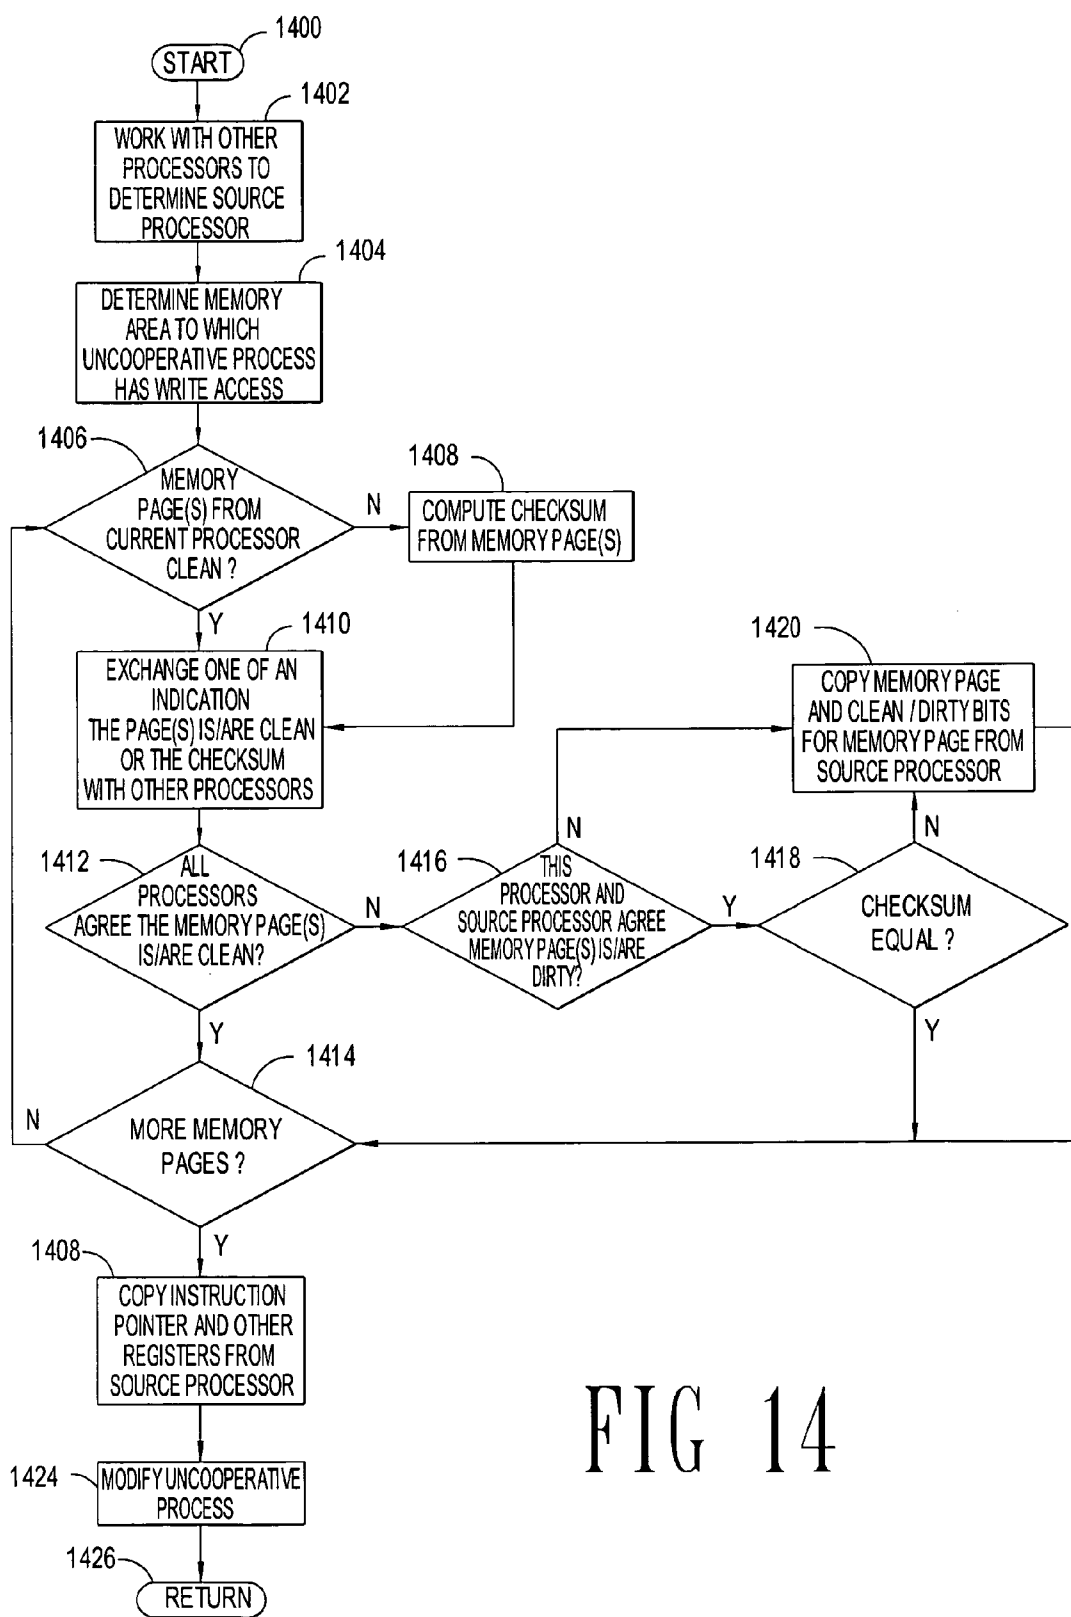 1400
START
1402
WORK WITH OTHER
PROCESSORS TO
DETERMINE SOURCE
PROCESSOR
1404
DETERMINE MEMORY
AREA TO WHICH
UNCOOPERATIVE PROCESS
HAS WRITE ACCESS
1406
MEMORY
PAGE(S) FROM
CURRENT PROCESSOR
CLEAN ?
N
Y
1408
COMPUTE CHECKSUM
FROM MEMORY PAGE(S)
1410
EXCHANGE ONE OF AN
INDICATION
THE PAGE(S) IS/ARE CLEAN
OR THE CHECKSUM
WITH OTHER PROCESSORS
1420
COPY MEMORY PAGE
AND CLEAN / DIRTY BITS
FOR MEMORY PAGE FROM
SOURCE PROCESSOR
1412
ALL
PROCESSORS
AGREE THE MEMORY PAGE(S)
IS/ARE CLEAN?
N
Y
1416
THIS
PROCESSOR AND
SOURCE PROCESSOR AGREE
MEMORY PAGE(S) IS/ARE
DIRTY?
N
Y
1418
CHECKSUM
EQUAL ?
N
Y
1414
MORE MEMORY
PAGES ?
N
Y
1408
COPY INSTRUCTION
POINTER AND OTHER
REGISTERS FROM
SOURCE PROCESSOR
1424
MODIFY UNCOOPERATIVE
PROCESS
1426
RETURN
FIG 14